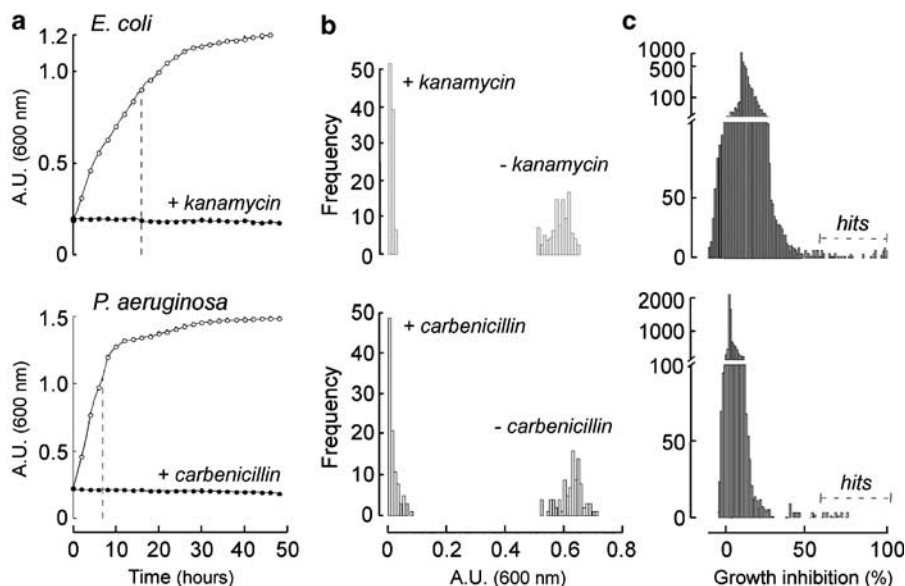 a
E. coli
1.2
1.0
0.5
0
A.U. (600 nm)
+ kanamycin
P. aeruginosa
1.5
1.0
0.5
0
A.U. (600 nm)
+ carbenicillin
0 10 20 30 40 50
Time (hours)
b
50
40
30
20
10
0
Frequency
+ kanamycin
- kanamycin
50
40
30
20
10
0
Frequency
+ carbenicillin
- carbenicillin
0 0.2 0.4 0.6 0.8
A.U. (600 nm)
c
1000
500
100
50
0
hits
2000
1000
100
50
0
hits
0 50 100
Growth inhibition (%)